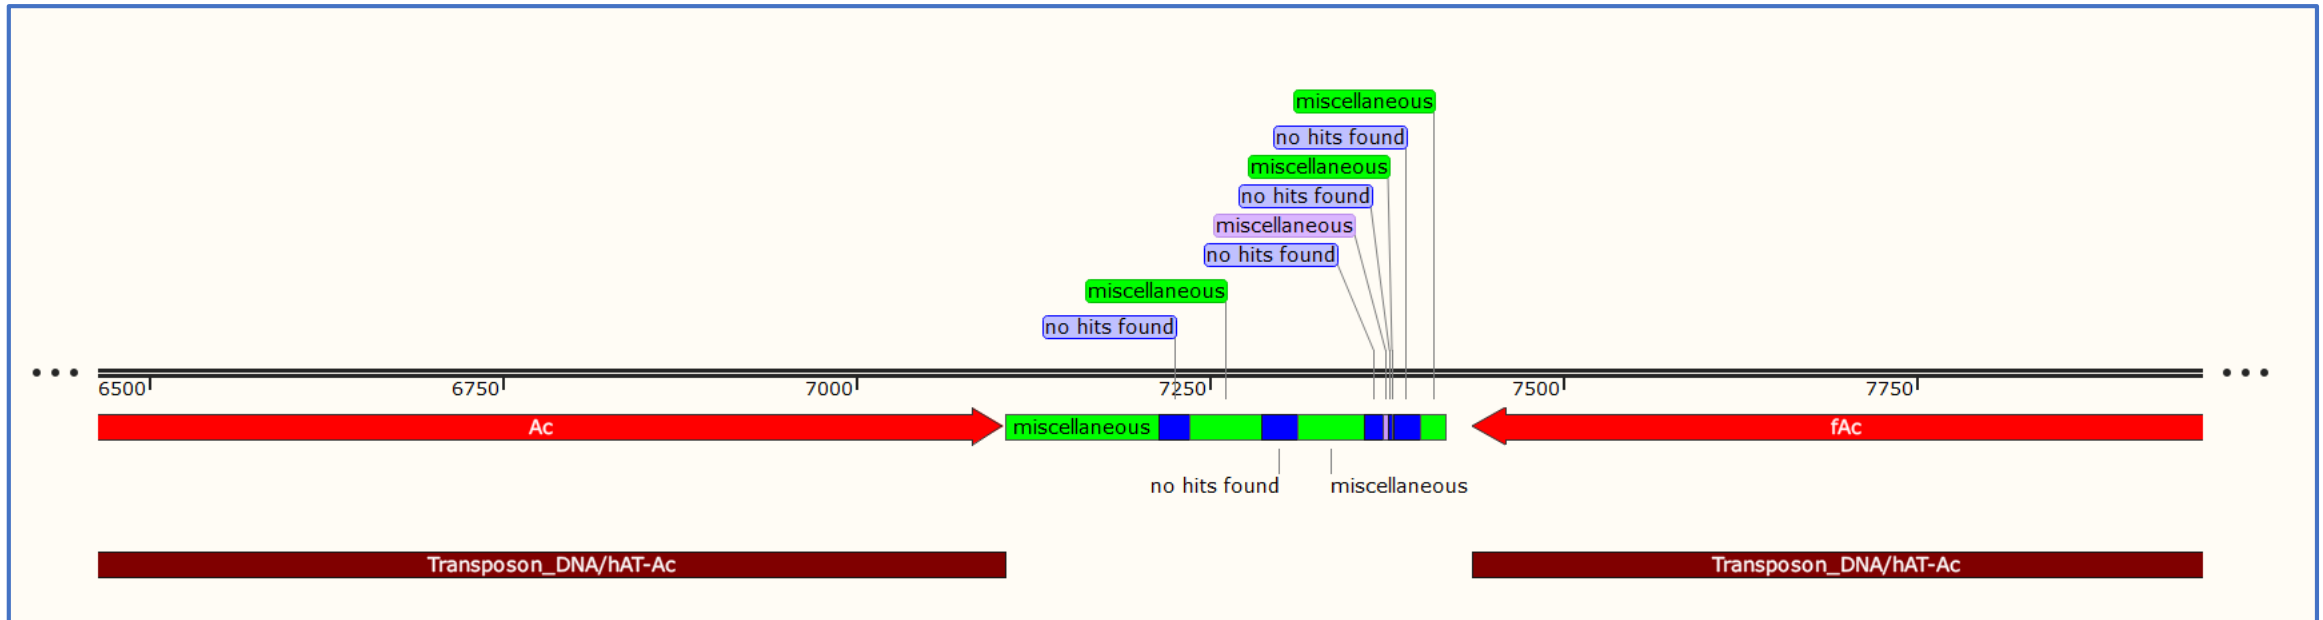 miscellaneous
no hits found
miscellaneous
no hits found
miscellaneous
no hits found
miscellaneous
no hits found
6500 6750 7000 7250 7500 7750
Ac miscellaneous fAc
no hits found miscellaneous
Transposon_DNA/hAT-Ac Transposon_DNA/hAT-Ac